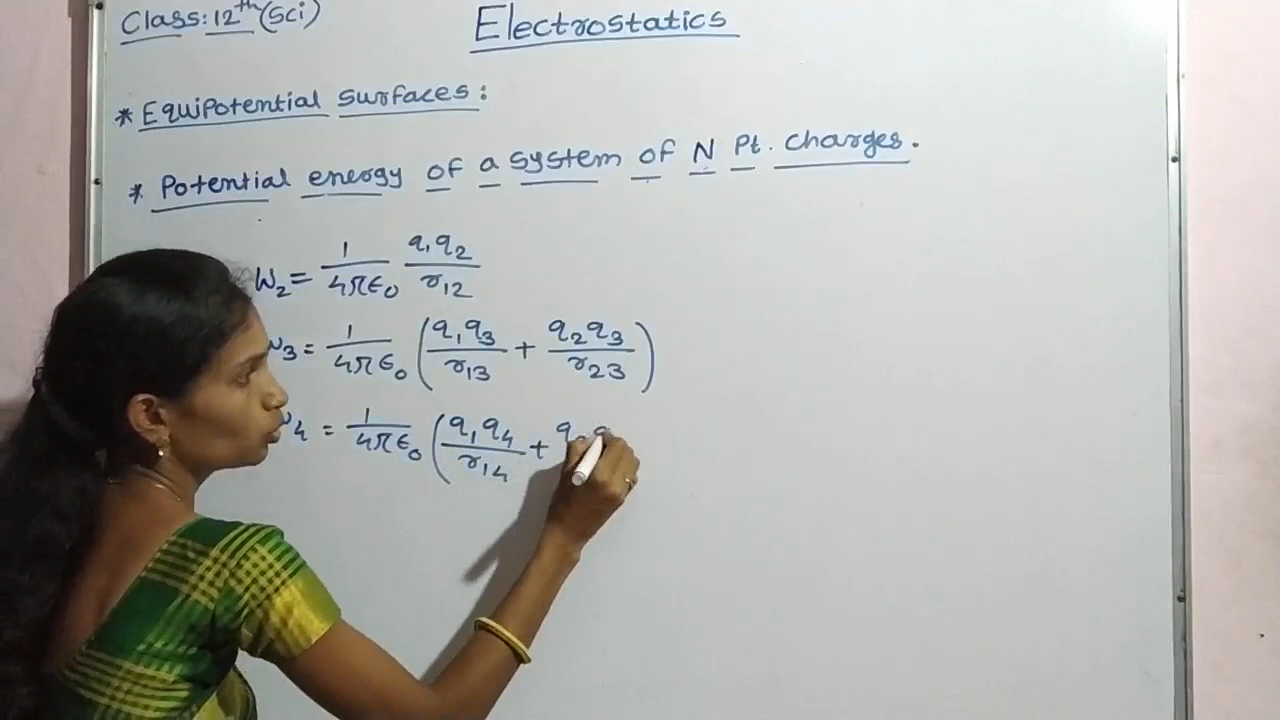 Class: 12th (Sci)
Electrostatics
* Equipotential surfaces:
* Potential energy of a system of N Pt. charges.
W₂ = 1/4πε₀ q₁q₂/r₁₂
W₃ = 1/4πε₀ (q₁q₃/r₁₃ + q₂q₃/r₂₃)
W₄ = 1/4πε₀ (q₁q₄/r₁₄ + q